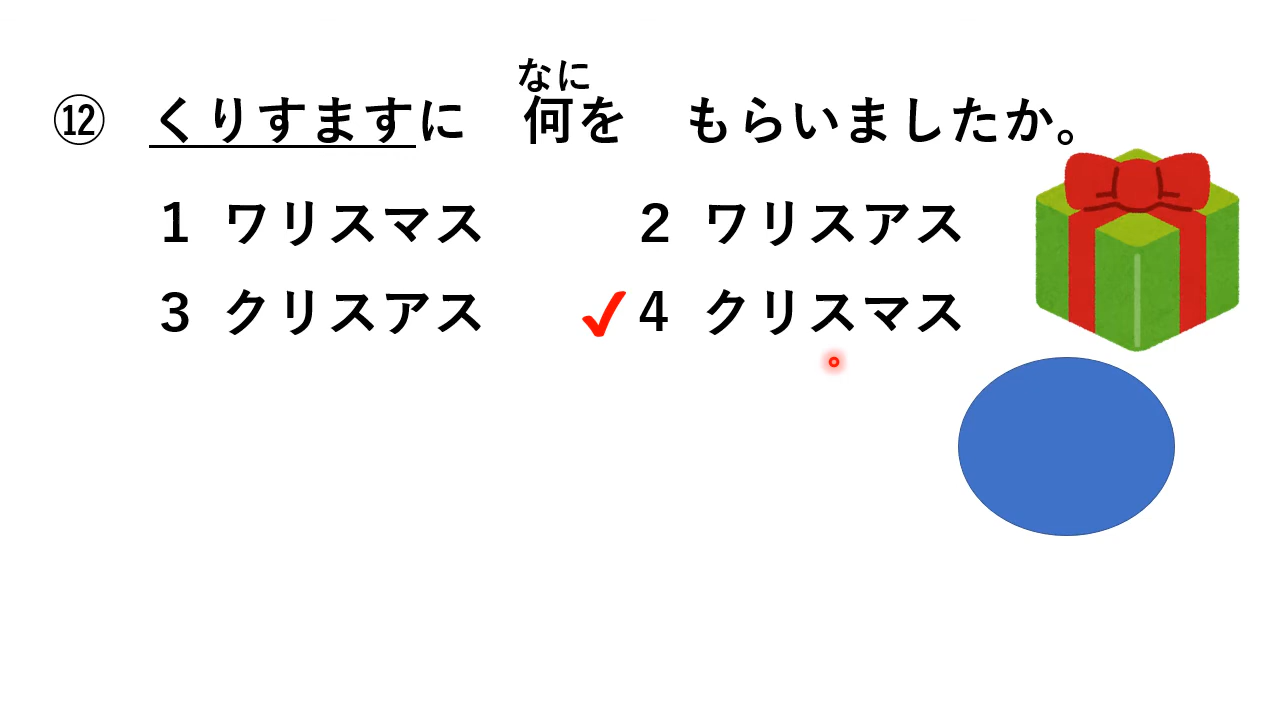 なに
⑫ くりすますに 何を もらいましたか。
1 ワリスマス 2 ワリスアス
3 クリスアス ✓4 クリスマス